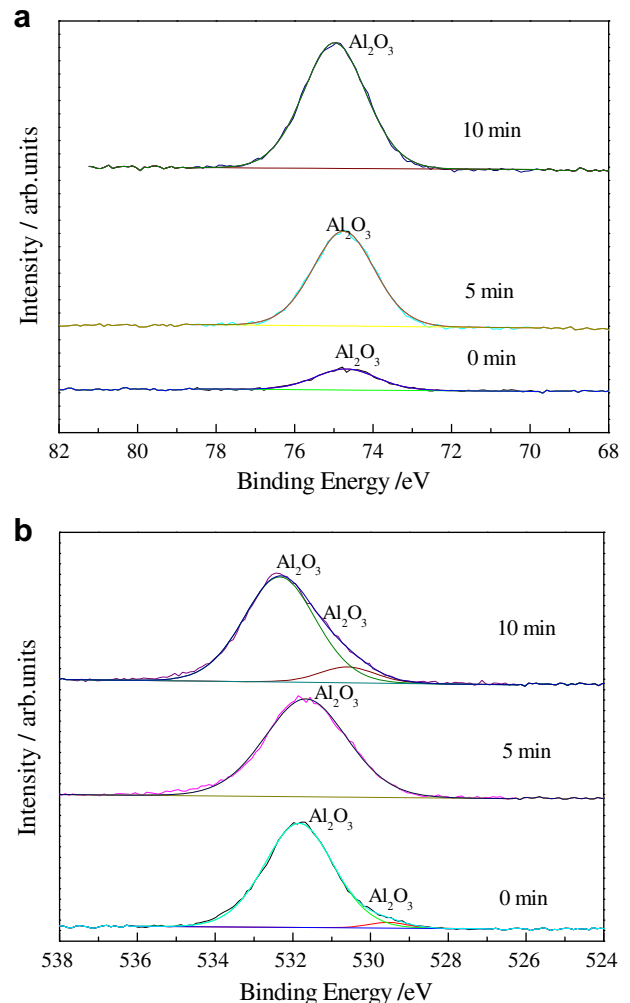 a
Al₂O₃
10 min
Al₂O₃
5 min
Al₂O₃
0 min
Intensity / arb.units
82 80 78 76 74 72 70 68
Binding Energy /eV
b
Al₂O₃
Al₂O₃
10 min
5 min
Al₂O₃
Al₂O₃
Al₂O₃
0 min
Intensity / arb.units
538 536 534 532 530 528 526 524
Binding Energy /eV